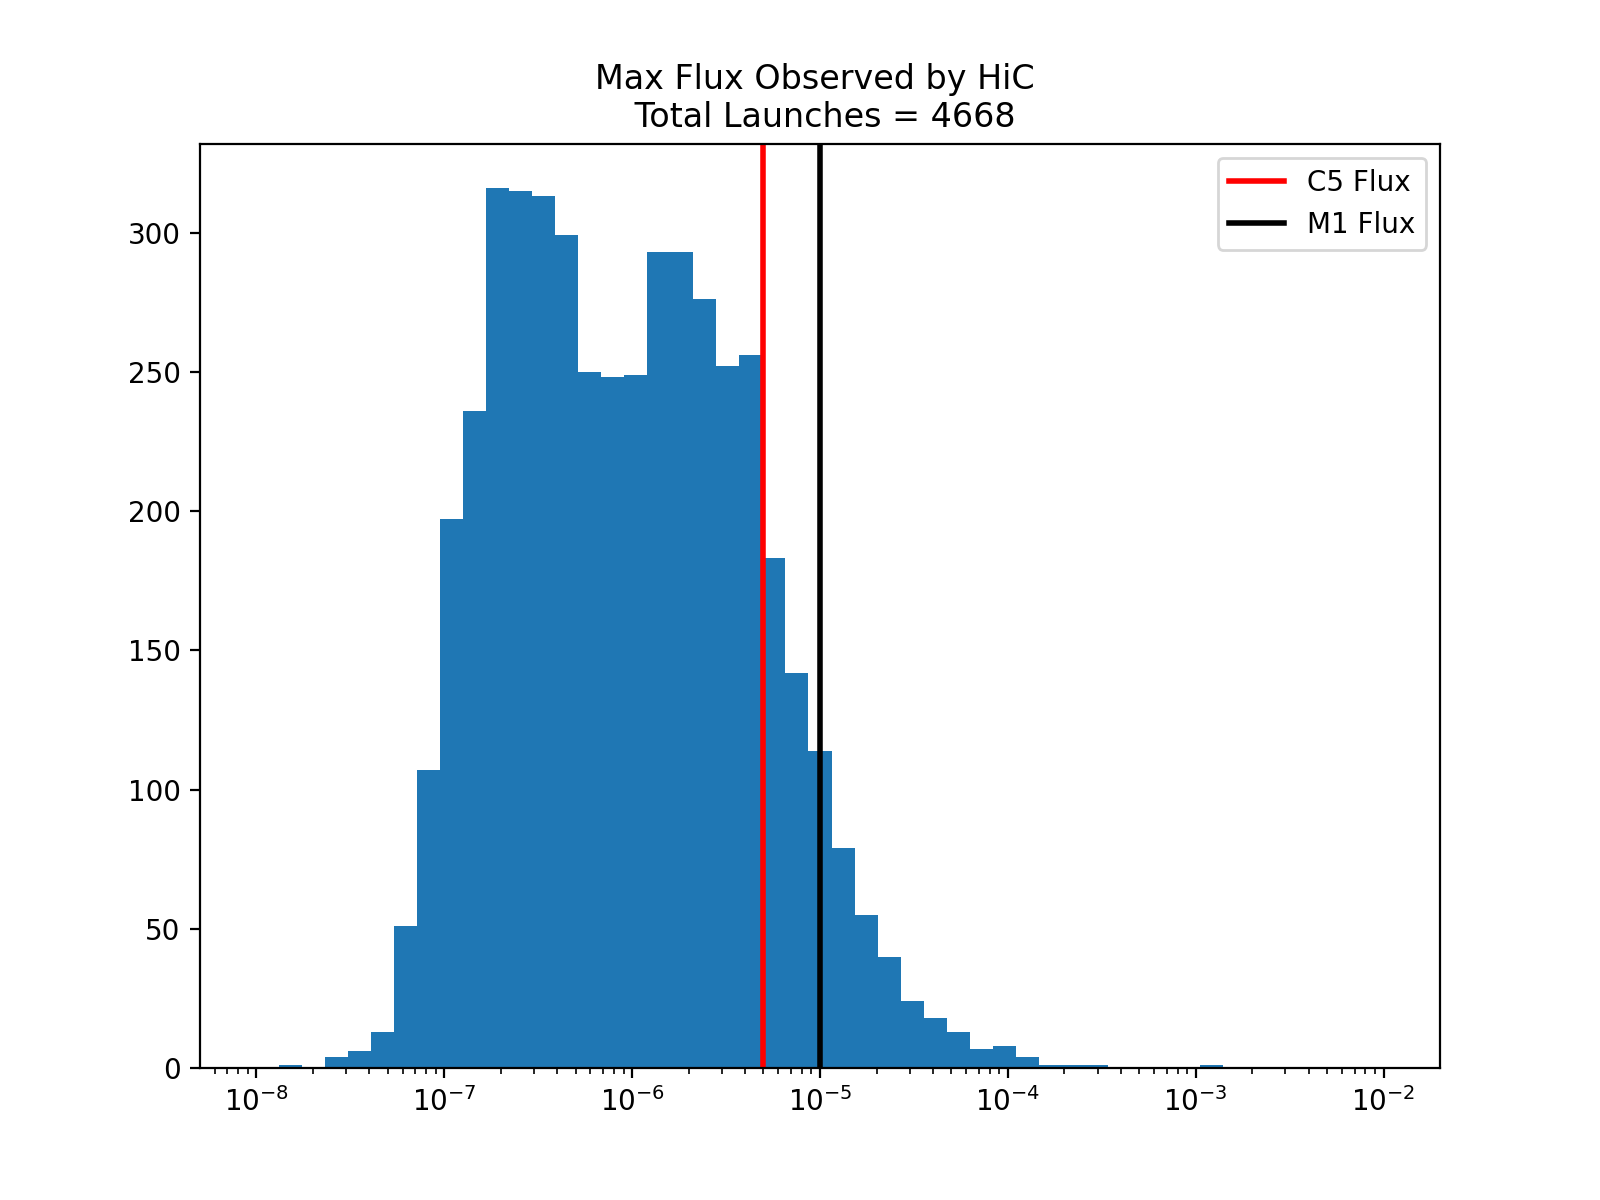 Max Flux Observed by HiC
Total Launches = 4668
C5 Flux
M1 Flux
300
250
200
150
100
50
0
10⁻⁸ 10⁻⁷ 10⁻⁶ 10⁻⁵ 10⁻⁴ 10⁻³ 10⁻²